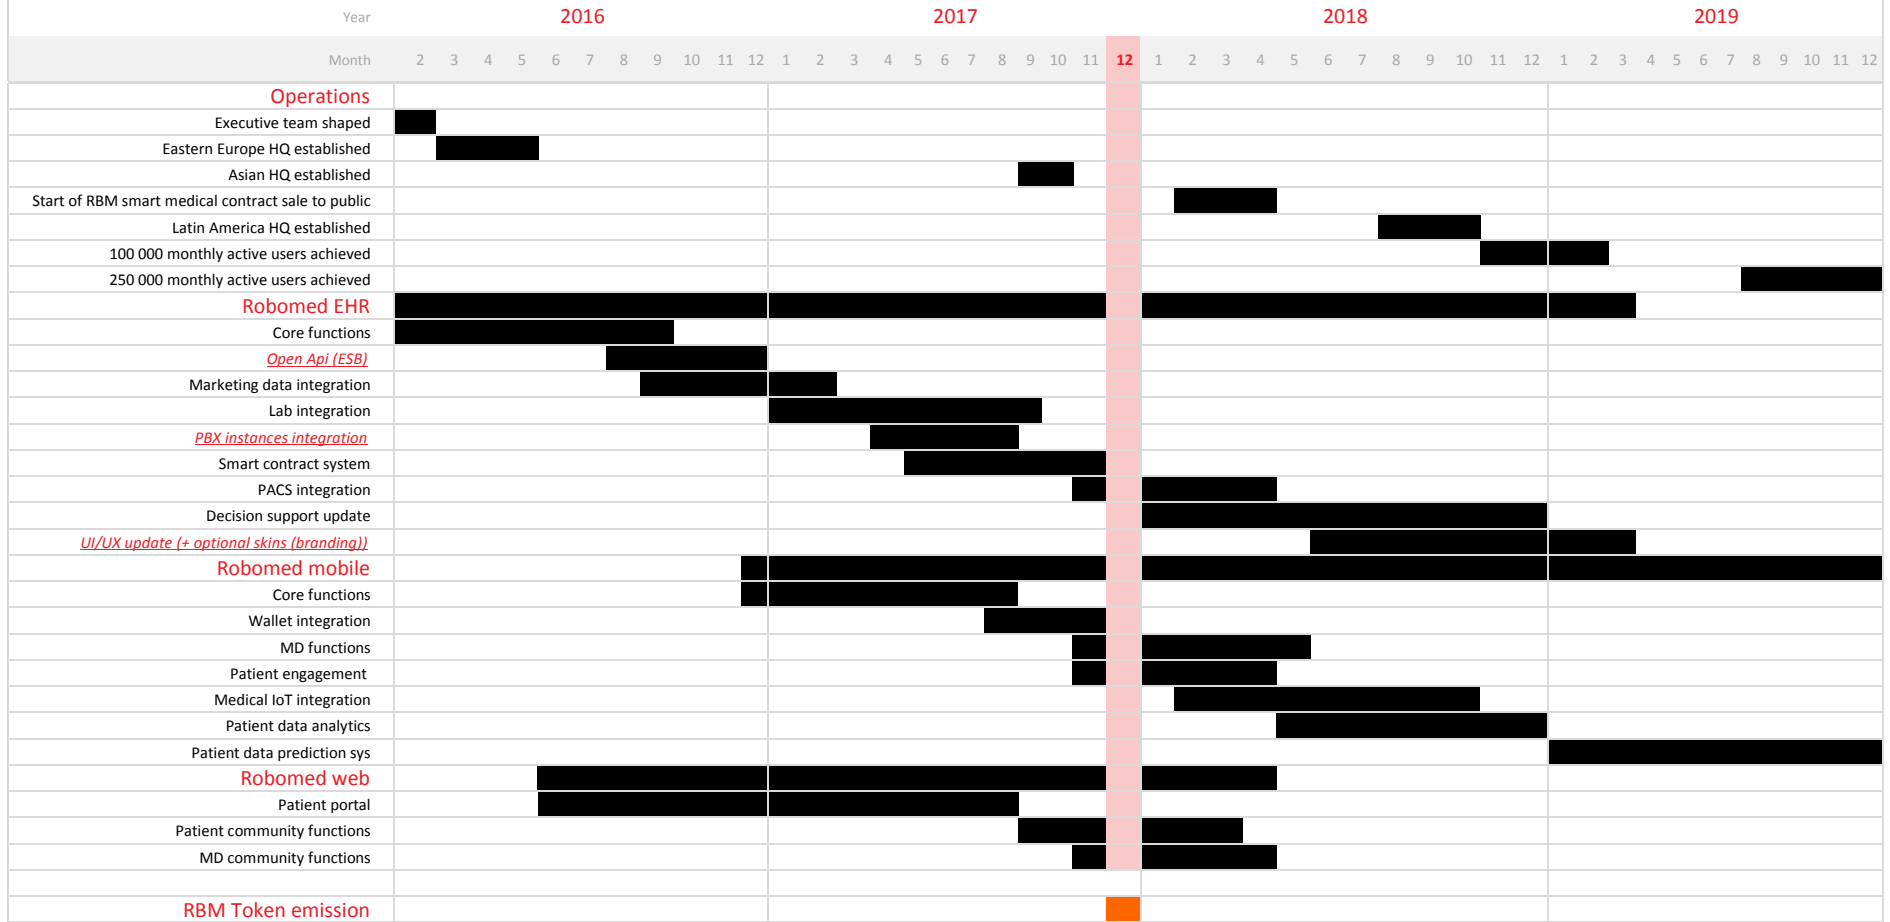 Year 2016 2017 2018 2019
Month 2 3 4 5 6 7 8 9 10 11 12 1 2 3 4 5 6 7 8 9 10 11 12 1 2 3 4 5 6 7 8 9 10 11 12 1 2 3 4 5 6 7 8 9 10 11 12
Operations
Executive team shaped
Eastern Europe HQ established
Asian HQ established
Start of RBM smart medical contract sale to public
Latin America HQ established
100 000 monthly active users achieved
250 000 monthly active users achieved
Robomed EHR
Core functions
Open Api (ESB)
Marketing data integration
Lab integration
PBX instances integration
Smart contract system
PACS integration
Decision support update
UI/UX update (+ optional skins (branding))
Robomed mobile
Core functions
Wallet integration
MD functions
Patient engagement
Medical IoT integration
Patient data analytics
Patient data prediction sys
Robomed web
Patient portal
Patient community functions
MD community functions
RBM Token emission